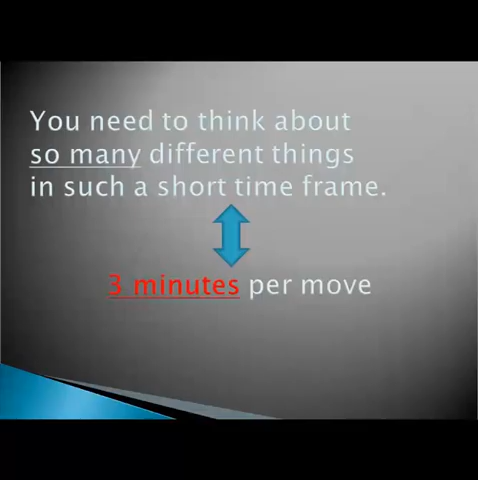 You need to think about
so many different things
in such a short time frame.
3 minutes per move